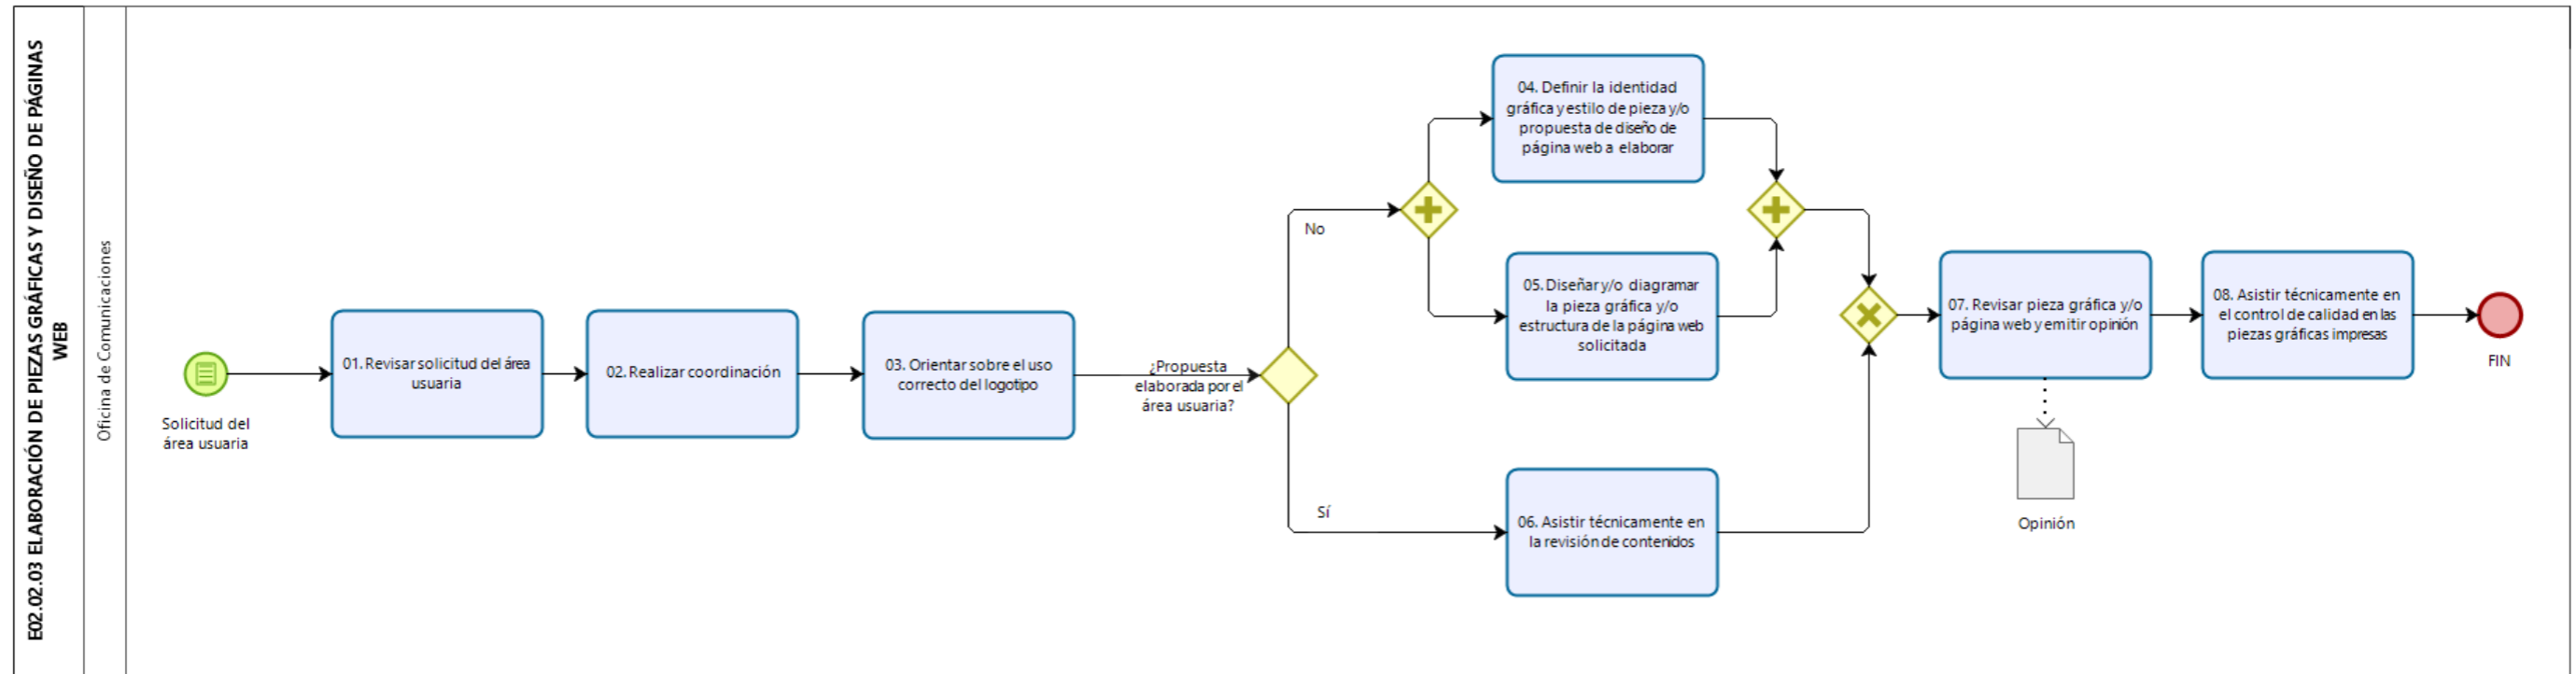 E02.02.03 ELABORACIÓN DE PIEZAS GRÁFICAS Y DISEÑO DE PÁGINAS
WEB
Oficina de Comunicaciones
Solicitud del
área usuaria
01. Revisar solicitud del área
usuaria
02. Realizar coordinación
03. Orientar sobre el uso
correcto del logotipo
¿Propuesta
elaborada por el
área usuaria?
No
Sí
04. Definir la identidad
gráfica y estilo de pieza y/o
propuesta de diseño de
página web a elaborar
05. Diseñar y/o diagramar
la pieza gráfica y/o
estructura de la página web
solicitada
06. Asistir técnicamente en
la revisión de contenidos
07. Revisar pieza gráfica y/o
página web y emitir opinión
Opinión
08. Asistir técnicamente en
el control de calidad en las
piezas gráficas impresas
FIN